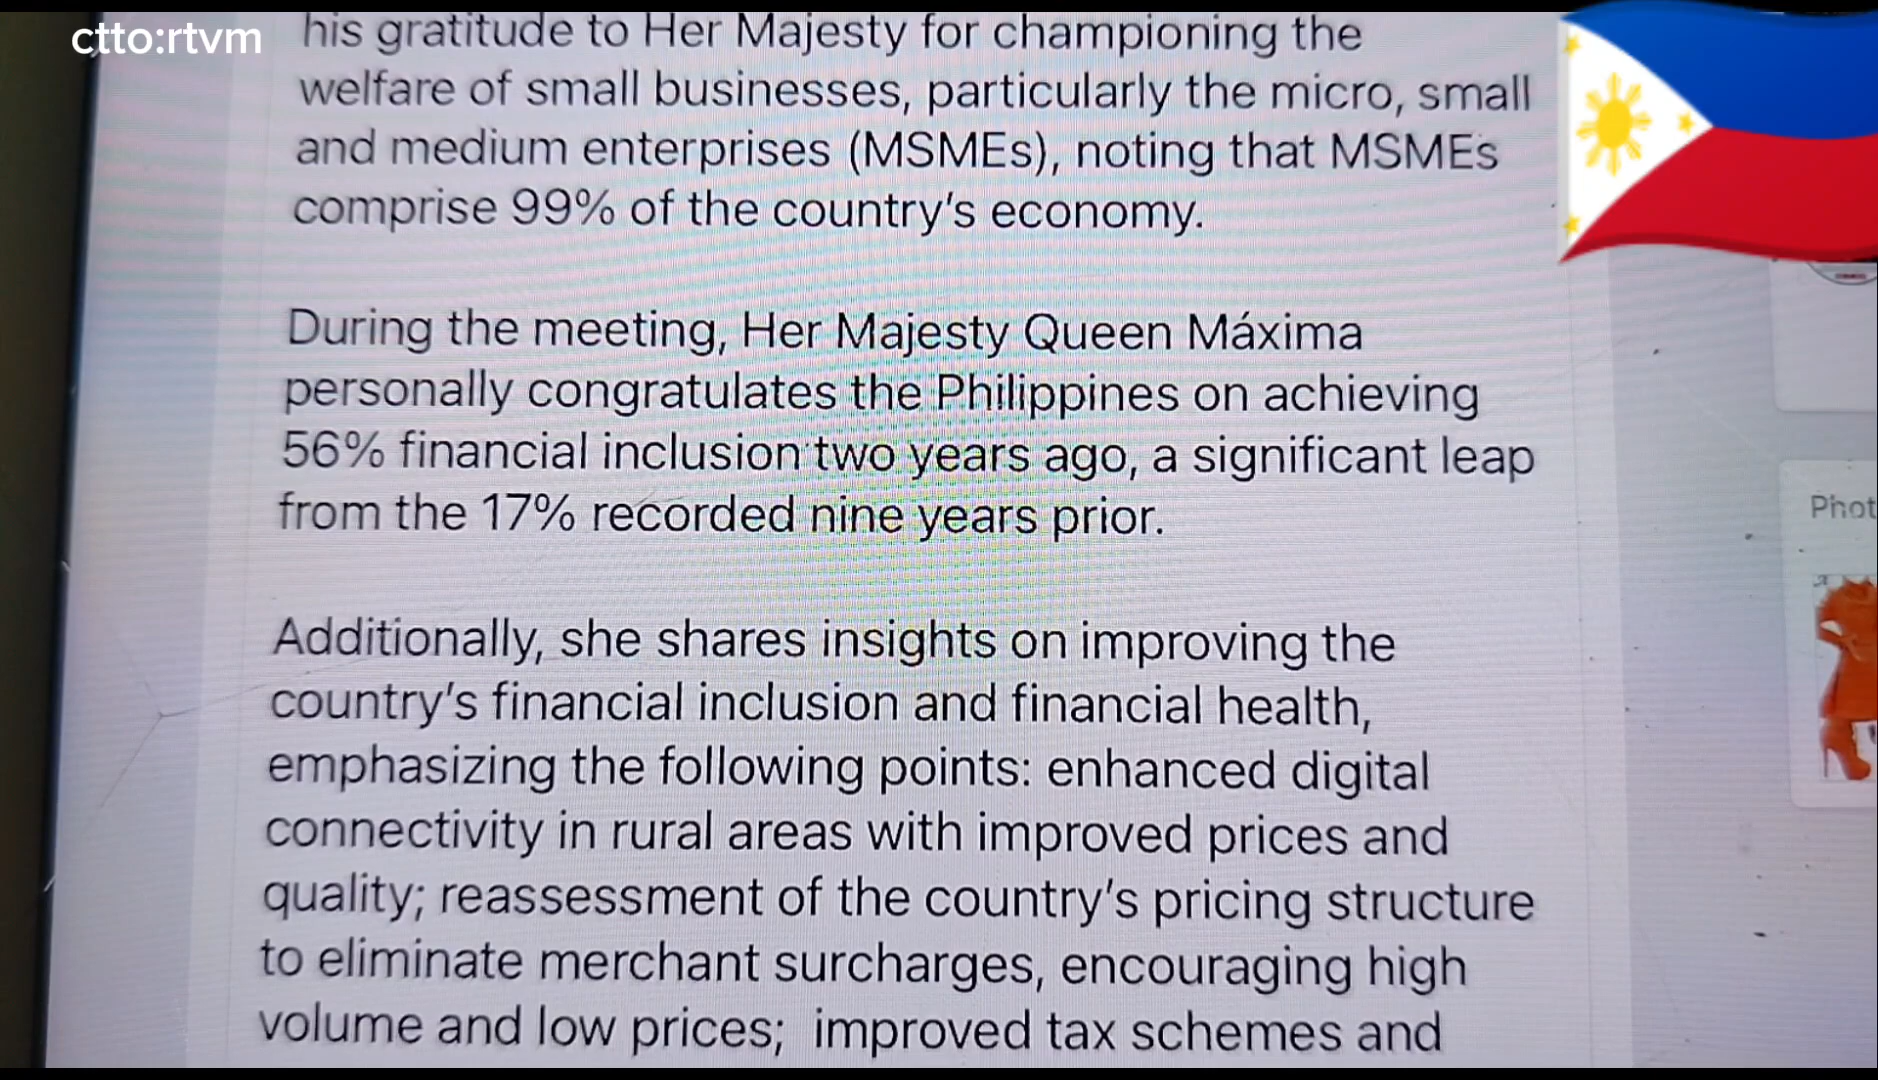 ctto:rtvm
his gratitude to Her Majesty for championing the
welfare of small businesses, particularly the micro, small
and medium enterprises (MSMEs), noting that MSMEs
comprise 99% of the country's economy.
During the meeting, Her Majesty Queen Máxima
personally congratulates the Philippines on achieving
56% financial inclusion two years ago, a significant leap
from the 17% recorded nine years prior.
Additionally, she shares insights on improving the
country's financial inclusion and financial health,
emphasizing the following points: enhanced digital
connectivity in rural areas with improved prices and
quality; reassessment of the country's pricing structure
to eliminate merchant surcharges, encouraging high
volume and low prices;  improved tax schemes and
Phot